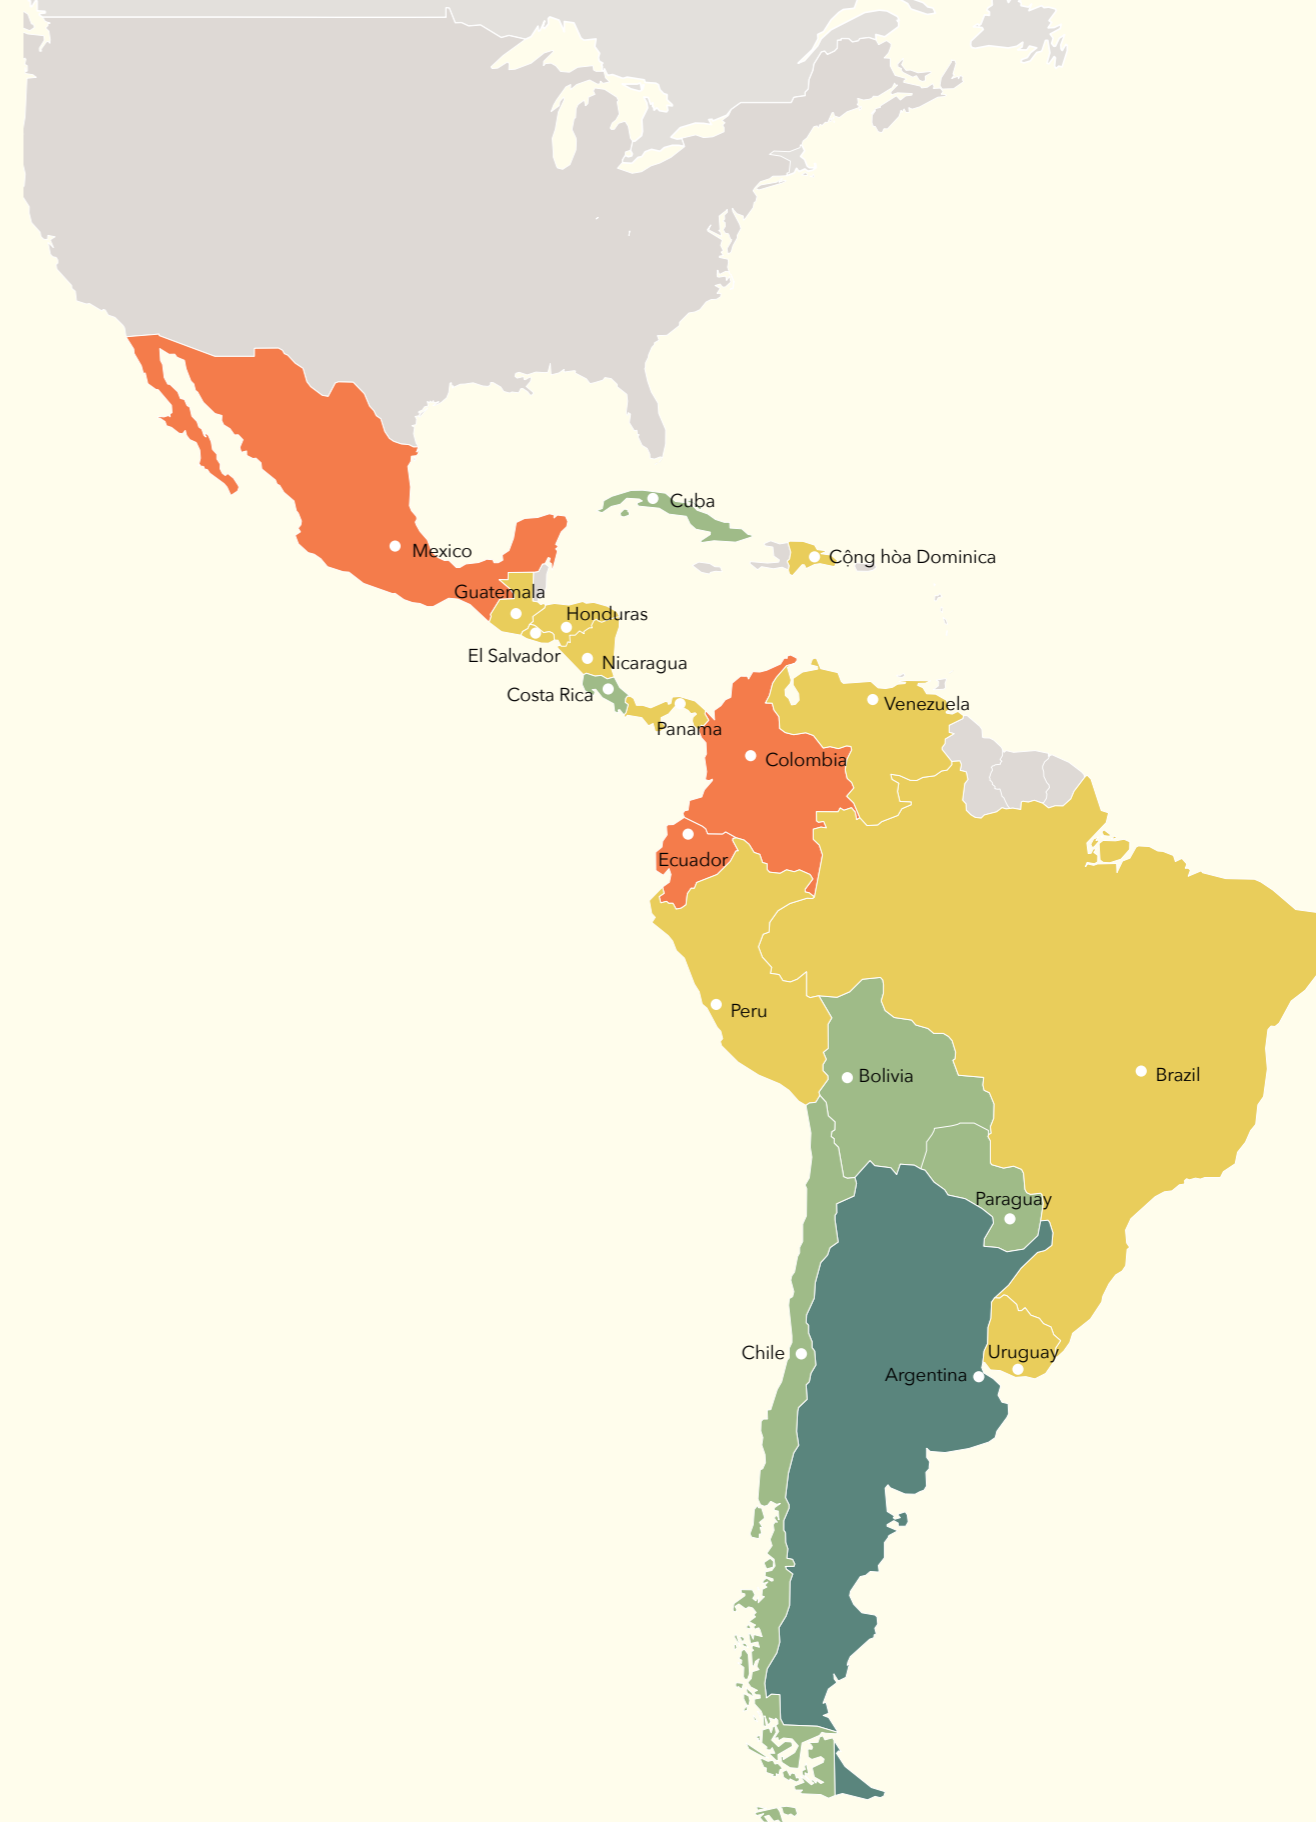 Cuba
Mexico
Cộng hòa Dominica
Guatemala
Honduras
El Salvador
Nicaragua
Costa Rica
Venezuela
Panama
Colombia
Ecuador
Peru
Bolivia
Brazil
Paraguay
Chile
Uruguay
Argentina